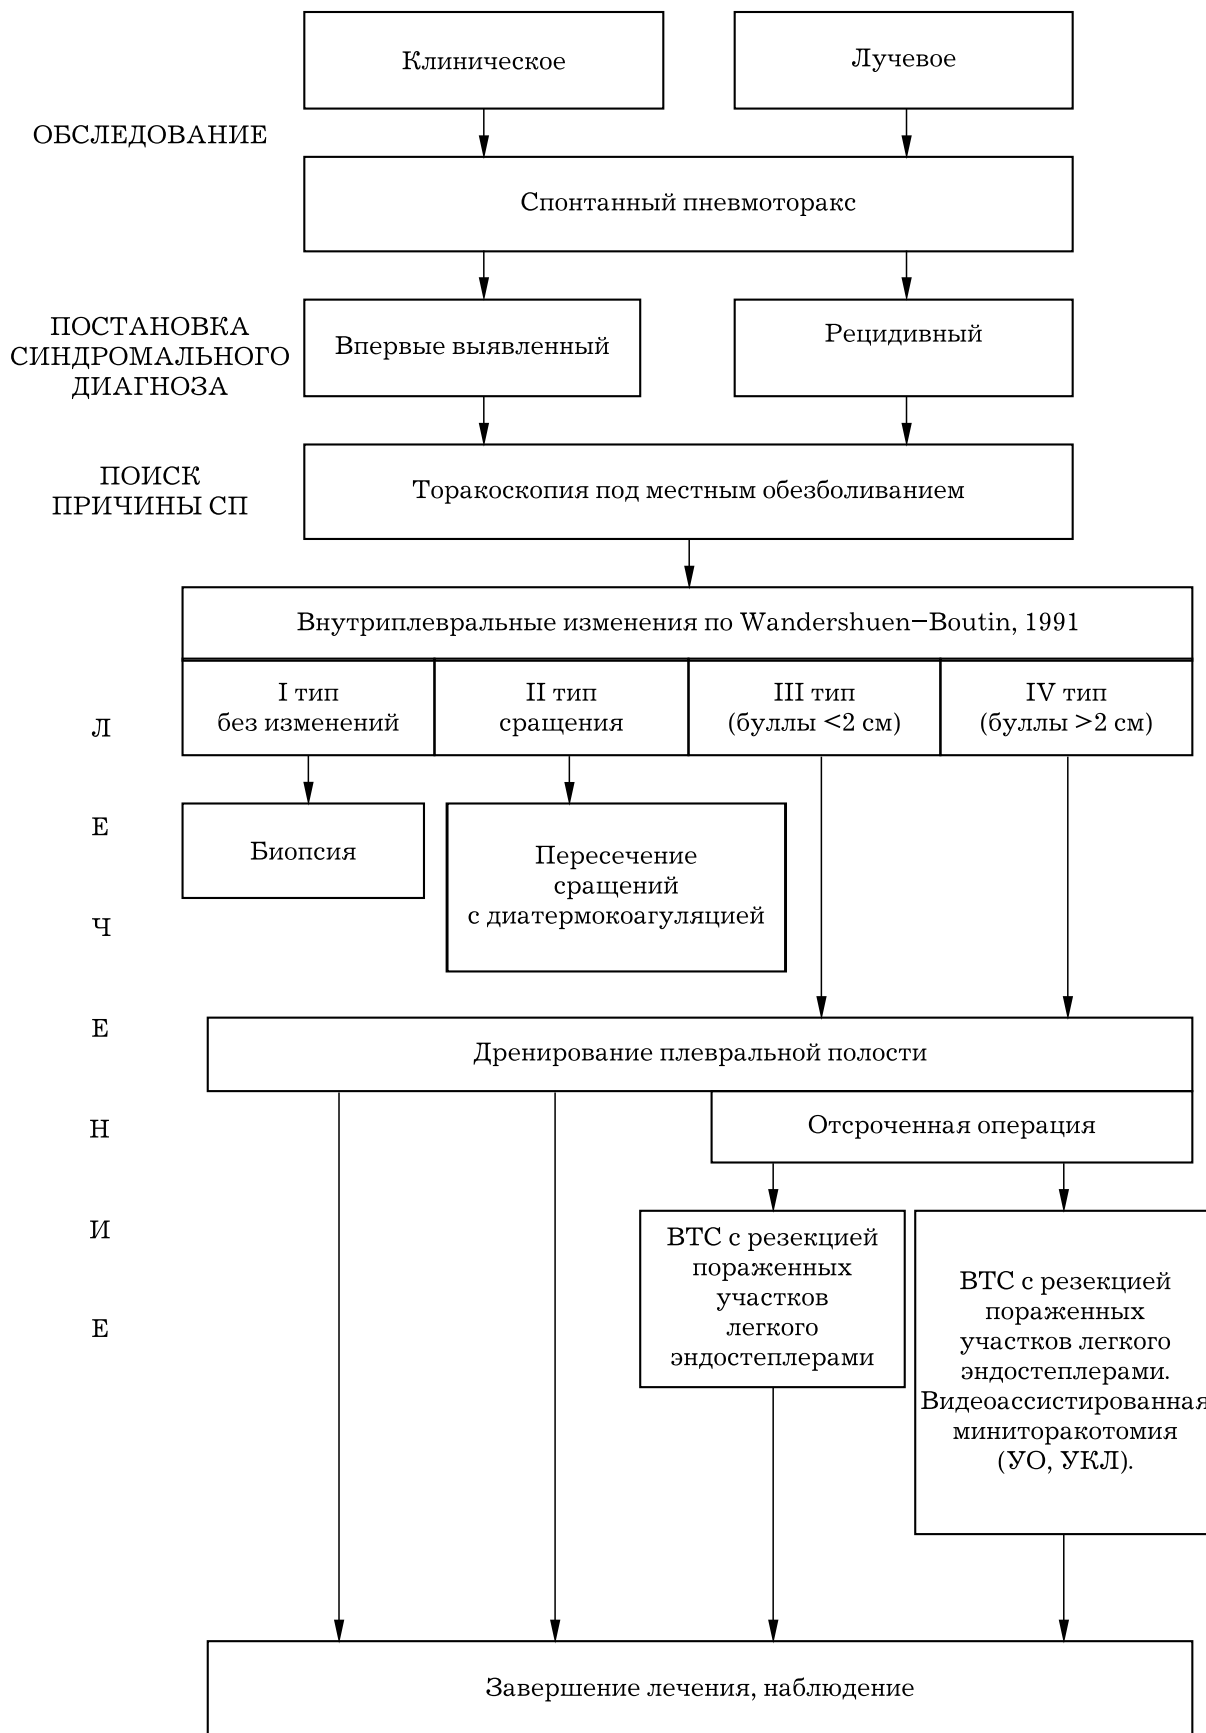 Клиническое
Лучевое
ОБСЛЕДОВАНИЕ
Спонтанный пневмоторакс
ПОСТАНОВКА
СИНДРОМАЛЬНОГО
ДИАГНОЗА
Впервые выявленный
Рецидивный
ПОИСК
ПРИЧИНЫ СП
Торакоскопия под местным обезболиванием
Внутриплевральные изменения по Wandershuen–Boutin, 1991
I тип
без изменений
II тип
сращения
III тип
(буллы <2 см)
IV тип
(буллы >2 см)
Л
Е
Ч
Е
Н
И
Е
Биопсия
Пересечение
сращений
с диатермокоагуляцией
Дренирование плевральной полости
Отсроченная операция
ВТС с резекцией
пораженных
участков
легкого
эндостеплерами
ВТС с резекцией
пораженных
участков легкого
эндостеплерами.
Видеоассистированная
миниторакотомия
(УО, УКЛ).
Завершение лечения, наблюдение